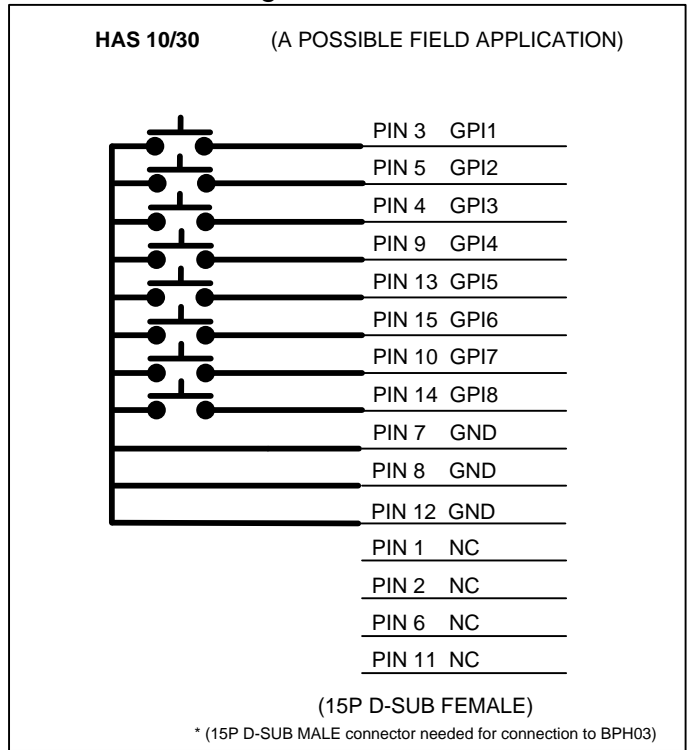 HAS 10/30 (A POSSIBLE FIELD APPLICATION)
PIN 3 GPI1
PIN 5 GPI2
PIN 4 GPI3
PIN 9 GPI4
PIN 13 GPI5
PIN 15 GPI6
PIN 10 GPI7
PIN 14 GPI8
PIN 7 GND
PIN 8 GND
PIN 12 GND
PIN 1 NC
PIN 2 NC
PIN 6 NC
PIN 11 NC
(15P D-SUB FEMALE)
* (15P D-SUB MALE connector needed for connection to BPH03)